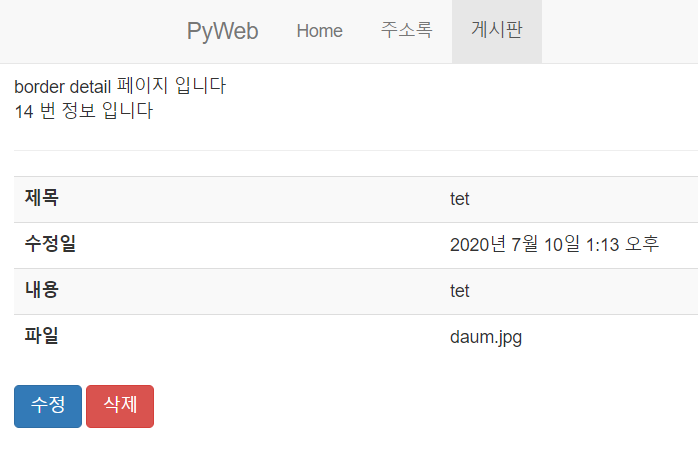 PyWeb Home 주소록 게시판
border detail 페이지 입니다
14 번 정보 입니다
제목 tet
수정일 2020년 7월 10일 1:13 오후
내용 tet
파일 daum.jpg
수정 삭제